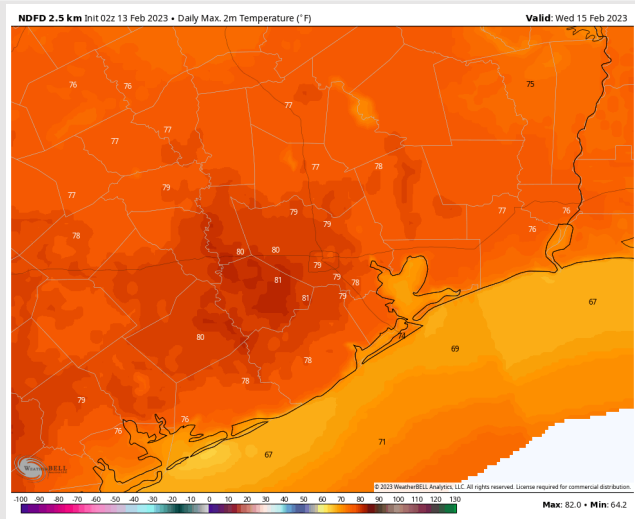 NDFD 2.5 km Init 02z 13 Feb 2023 • Daily Max. 2m Temperature (°F) Valid: Wed 15 Feb 2023
75
76 76
77
77
77
77 78
79
77
79 77 76
78 79 76
80 80
79
81 79 78
81 79 67
80 74
69
78
78
79
76
76
71
67
WeatherBELL
© 2023 WeatherBELL Analytics, LLC. All rights reserved. License required for commercial distribution.
-100 -90 -80 -70 -60 -50 -40 -30 -20 -10 0 10 20 30 40 50 60 70 80 90 100 110 120 130
Max: 82.0 • Min: 64.2